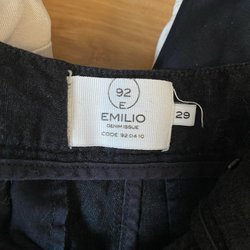 92
E
EMILIO
DENIM ISSUE
CODE 92 04 10
29